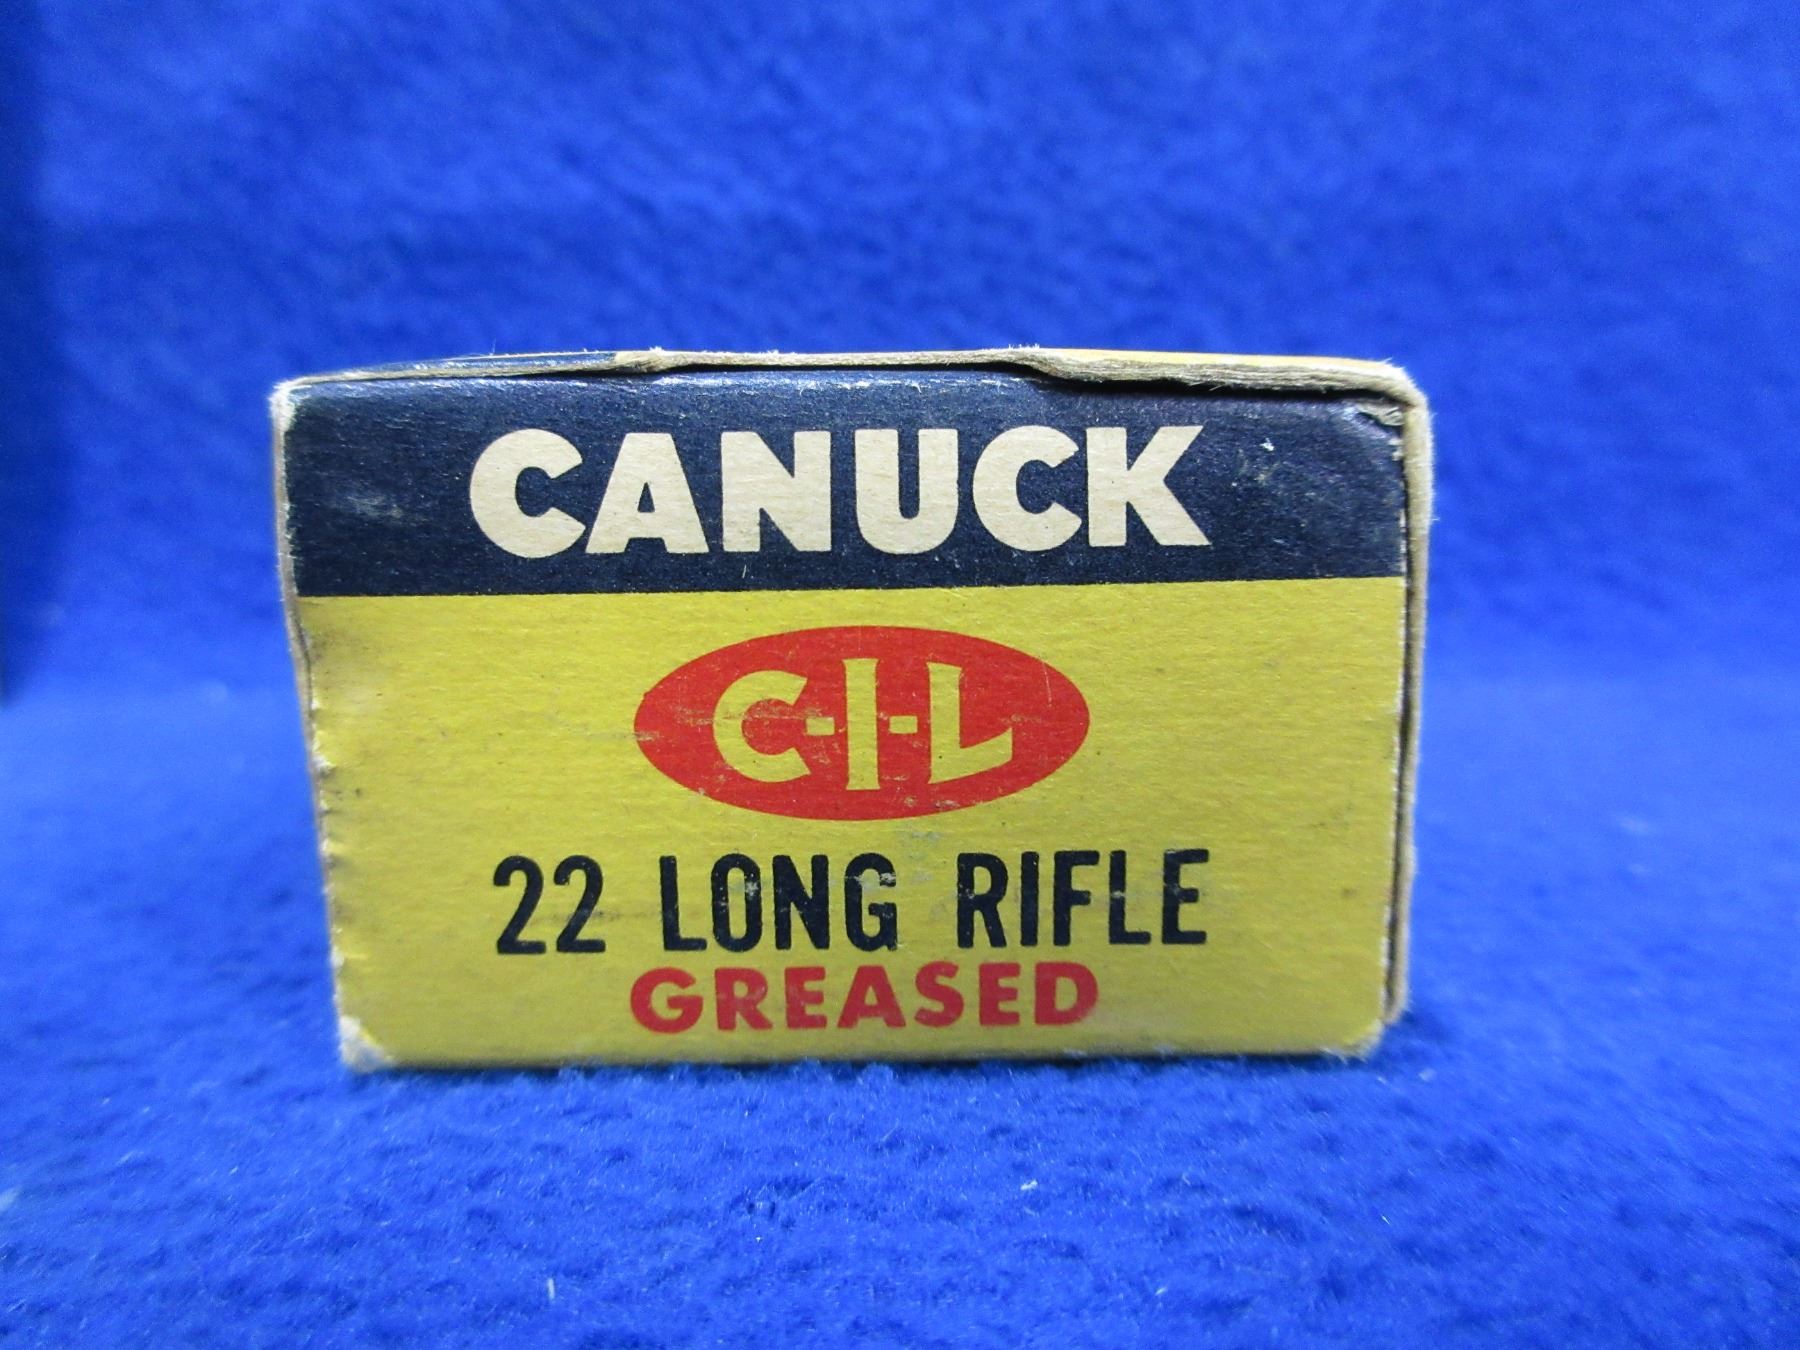 CANUCK
C-I-L
22 LONG RIFLE
GREASED